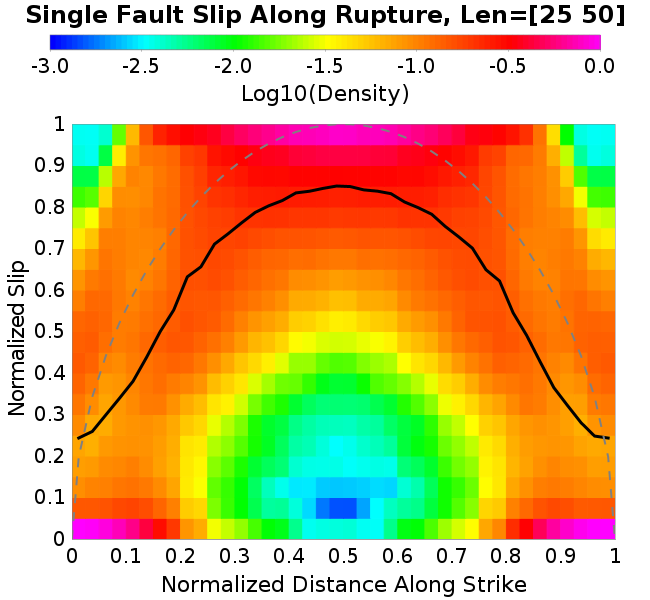 Single Fault Slip Along Rupture, Len=[25 50]
-3.0 -2.5 -2.0 -1.5 -1.0 -0.5 0.0
Log10(Density)
1
0.9
0.8
0.7
0.6
0.5
0.4
0.3
0.2
0.1
0
Normalized Slip
0 0.1 0.2 0.3 0.4 0.5 0.6 0.7 0.8 0.9 1
Normalized Distance Along Strike